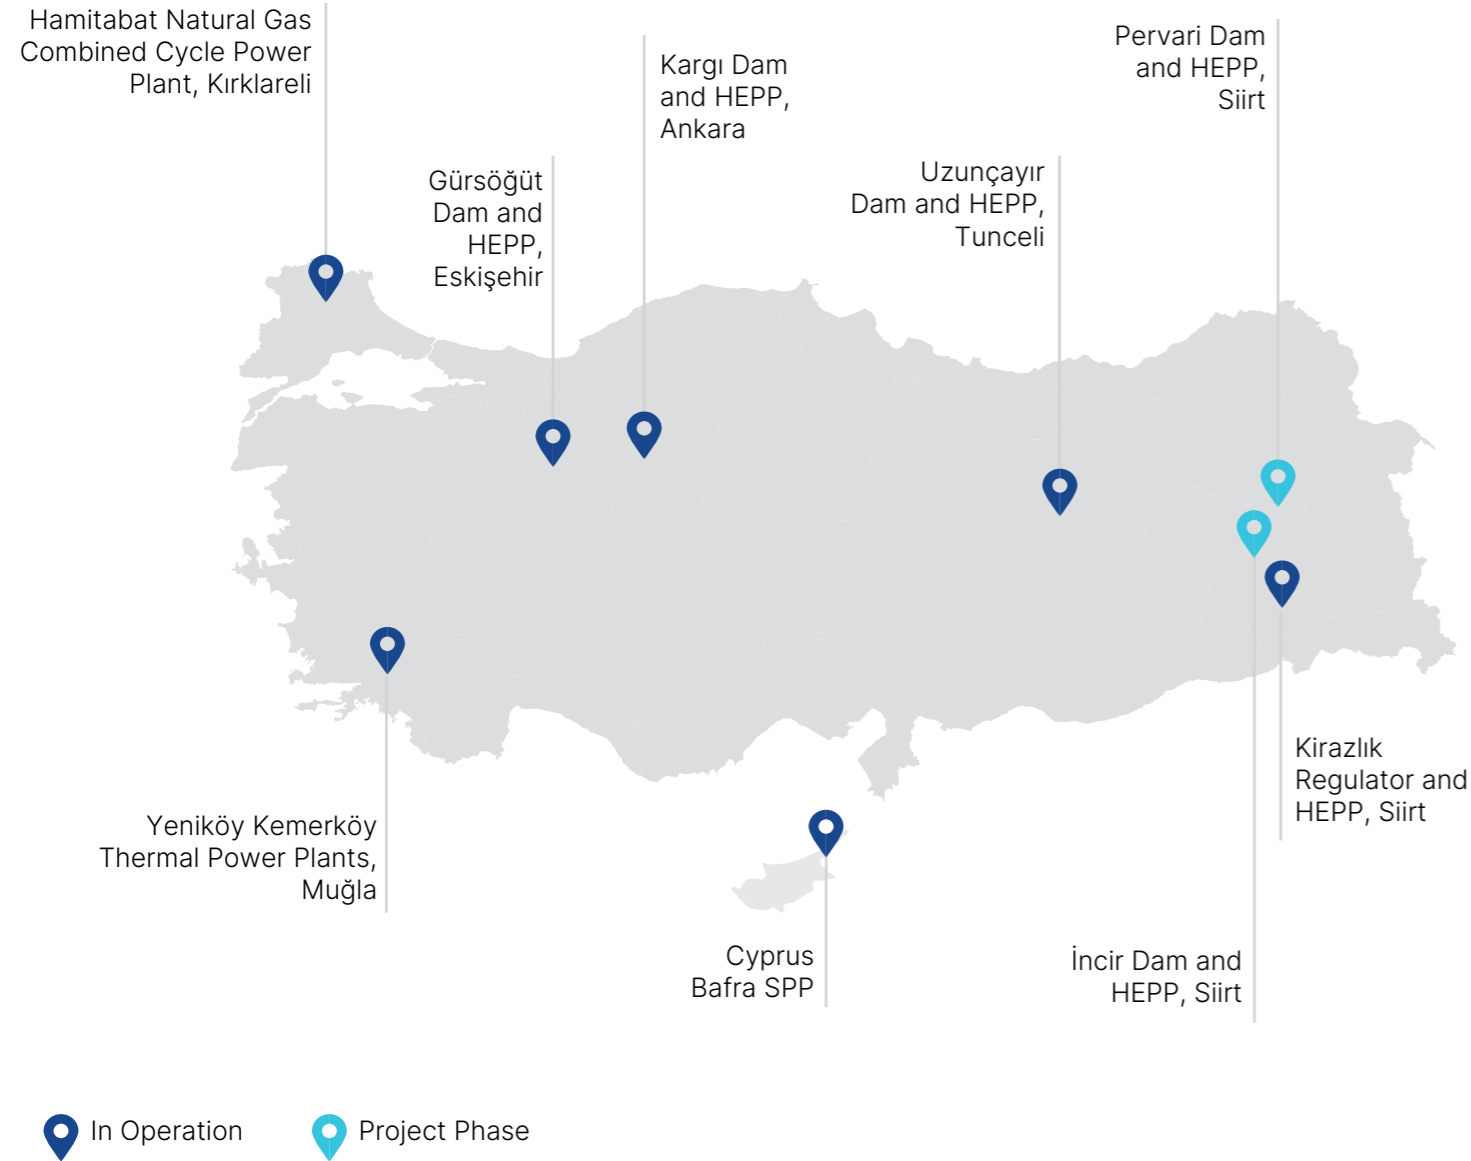 Hamitabat Natural Gas
Combined Cycle Power
Plant, Kırklareli
Kargı Dam
and HEPP,
Ankara
Pervari Dam
and HEPP,
Siirt
Gürsöğüt
Dam and
HEPP,
Eskişehir
Uzunçayır
Dam and HEPP,
Tunceli
Kirazlık
Regulator and
HEPP, Siirt
Yeniköy Kemerköy
Thermal Power Plants,
Muğla
Cyprus
Bafra SPP
İncir Dam and
HEPP, Siirt
In Operation
Project Phase